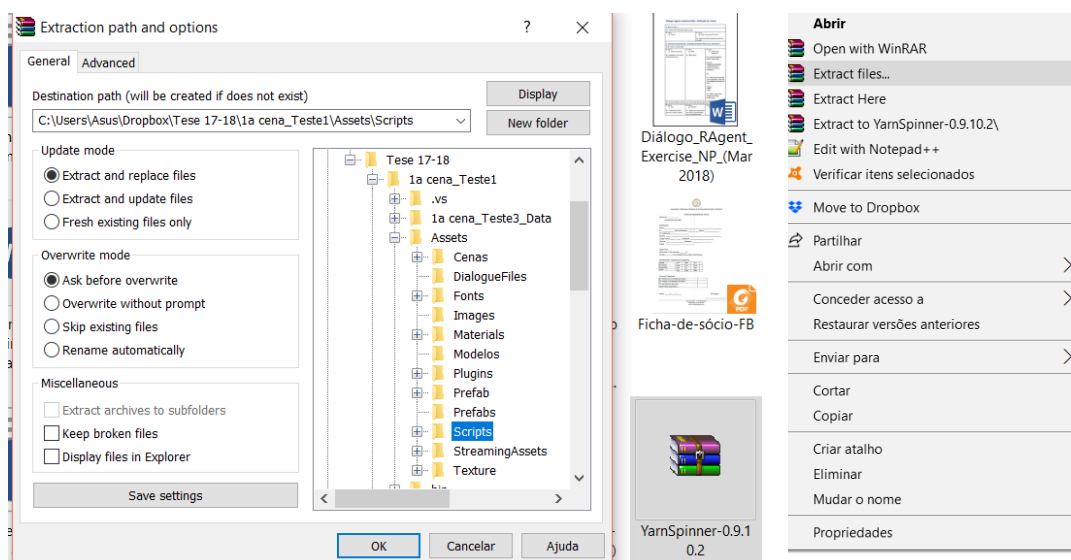 Extraction path and options
?
General
Advanced
Destination path (will be created if does not exist)
C:\Users\Asus\Dropbox\Tese 17-18\1a cena_Teste1\Assets\Scripts
Display
New folder
Update mode
Extract and replace files
Extract and update files
Fresh existing files only
Overwrite mode
Ask before overwrite
Overwrite without prompt
Skip existing files
Rename automatically
Miscellaneous
Extract archives to subfolders
Keep broken files
Display files in Explorer
Save settings
Tese 17-18
1a cena_Teste1
.vs
1a cena_Teste3_Data
Assets
Cenas
DialogueFiles
Fonts
Images
Materials
Modelos
Plugins
Prefab
Prefabs
Scripts
StreamingAssets
Texture
OK
Cancelar
Ajuda
Diálogo_RAgent_
Exercise_NP_(Mar
2018)
PDF
Ficha-de-sócio-FB
YarnSpinner-0.9.1
0.2
Abrir
Open with WinRAR
Extract files...
Extract Here
Extract to YarnSpinner-0.9.10.2\
Edit with Notepad++
Verificar itens selecionados
Move to Dropbox
Partilhar
Abrir com
Conceder acesso a
Restaurar versões anteriores
Enviar para
Cortar
Copiar
Criar atalho
Eliminar
Mudar o nome
Propriedades